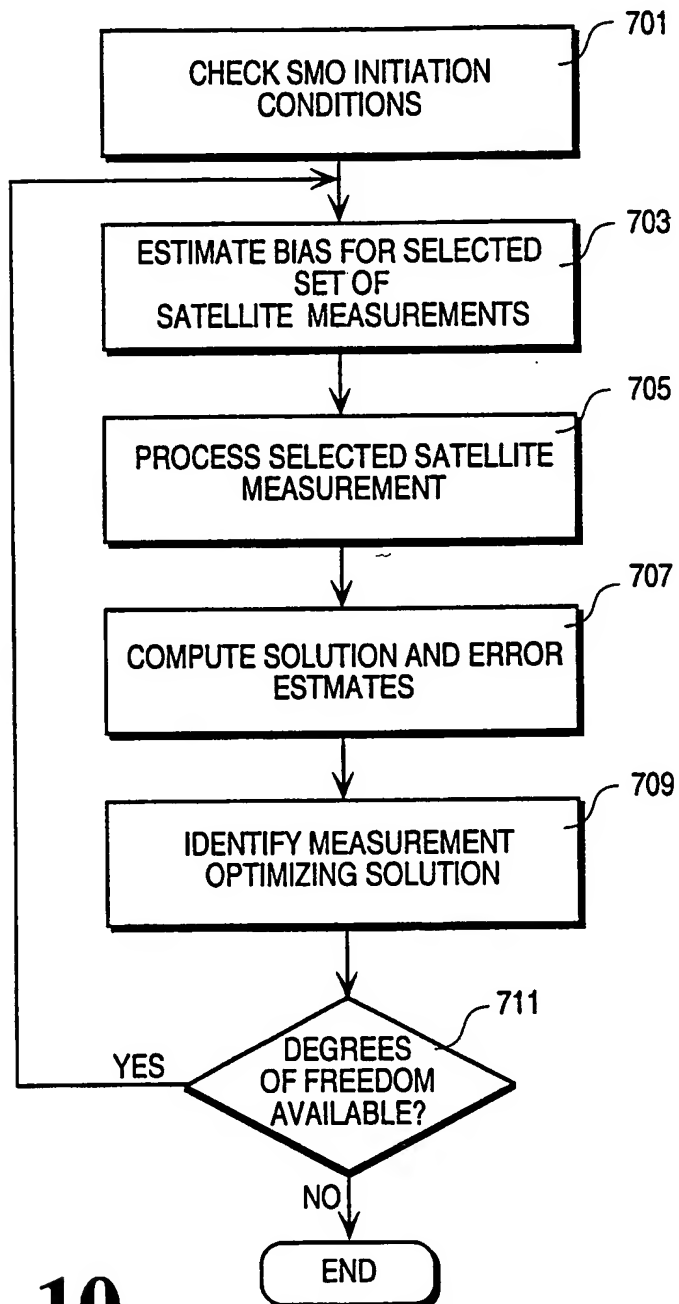 701
CHECK SMO INITIATION
CONDITIONS
703
ESTIMATE BIAS FOR SELECTED
SET OF
SATELLITE MEASUREMENTS
705
PROCESS SELECTED SATELLITE
MEASUREMENT
707
COMPUTE SOLUTION AND ERROR
ESTMATES
709
IDENTIFY MEASUREMENT
OPTIMIZING SOLUTION
711
DEGREES
OF FREEDOM
AVAILABLE?
YES
NO
END
10